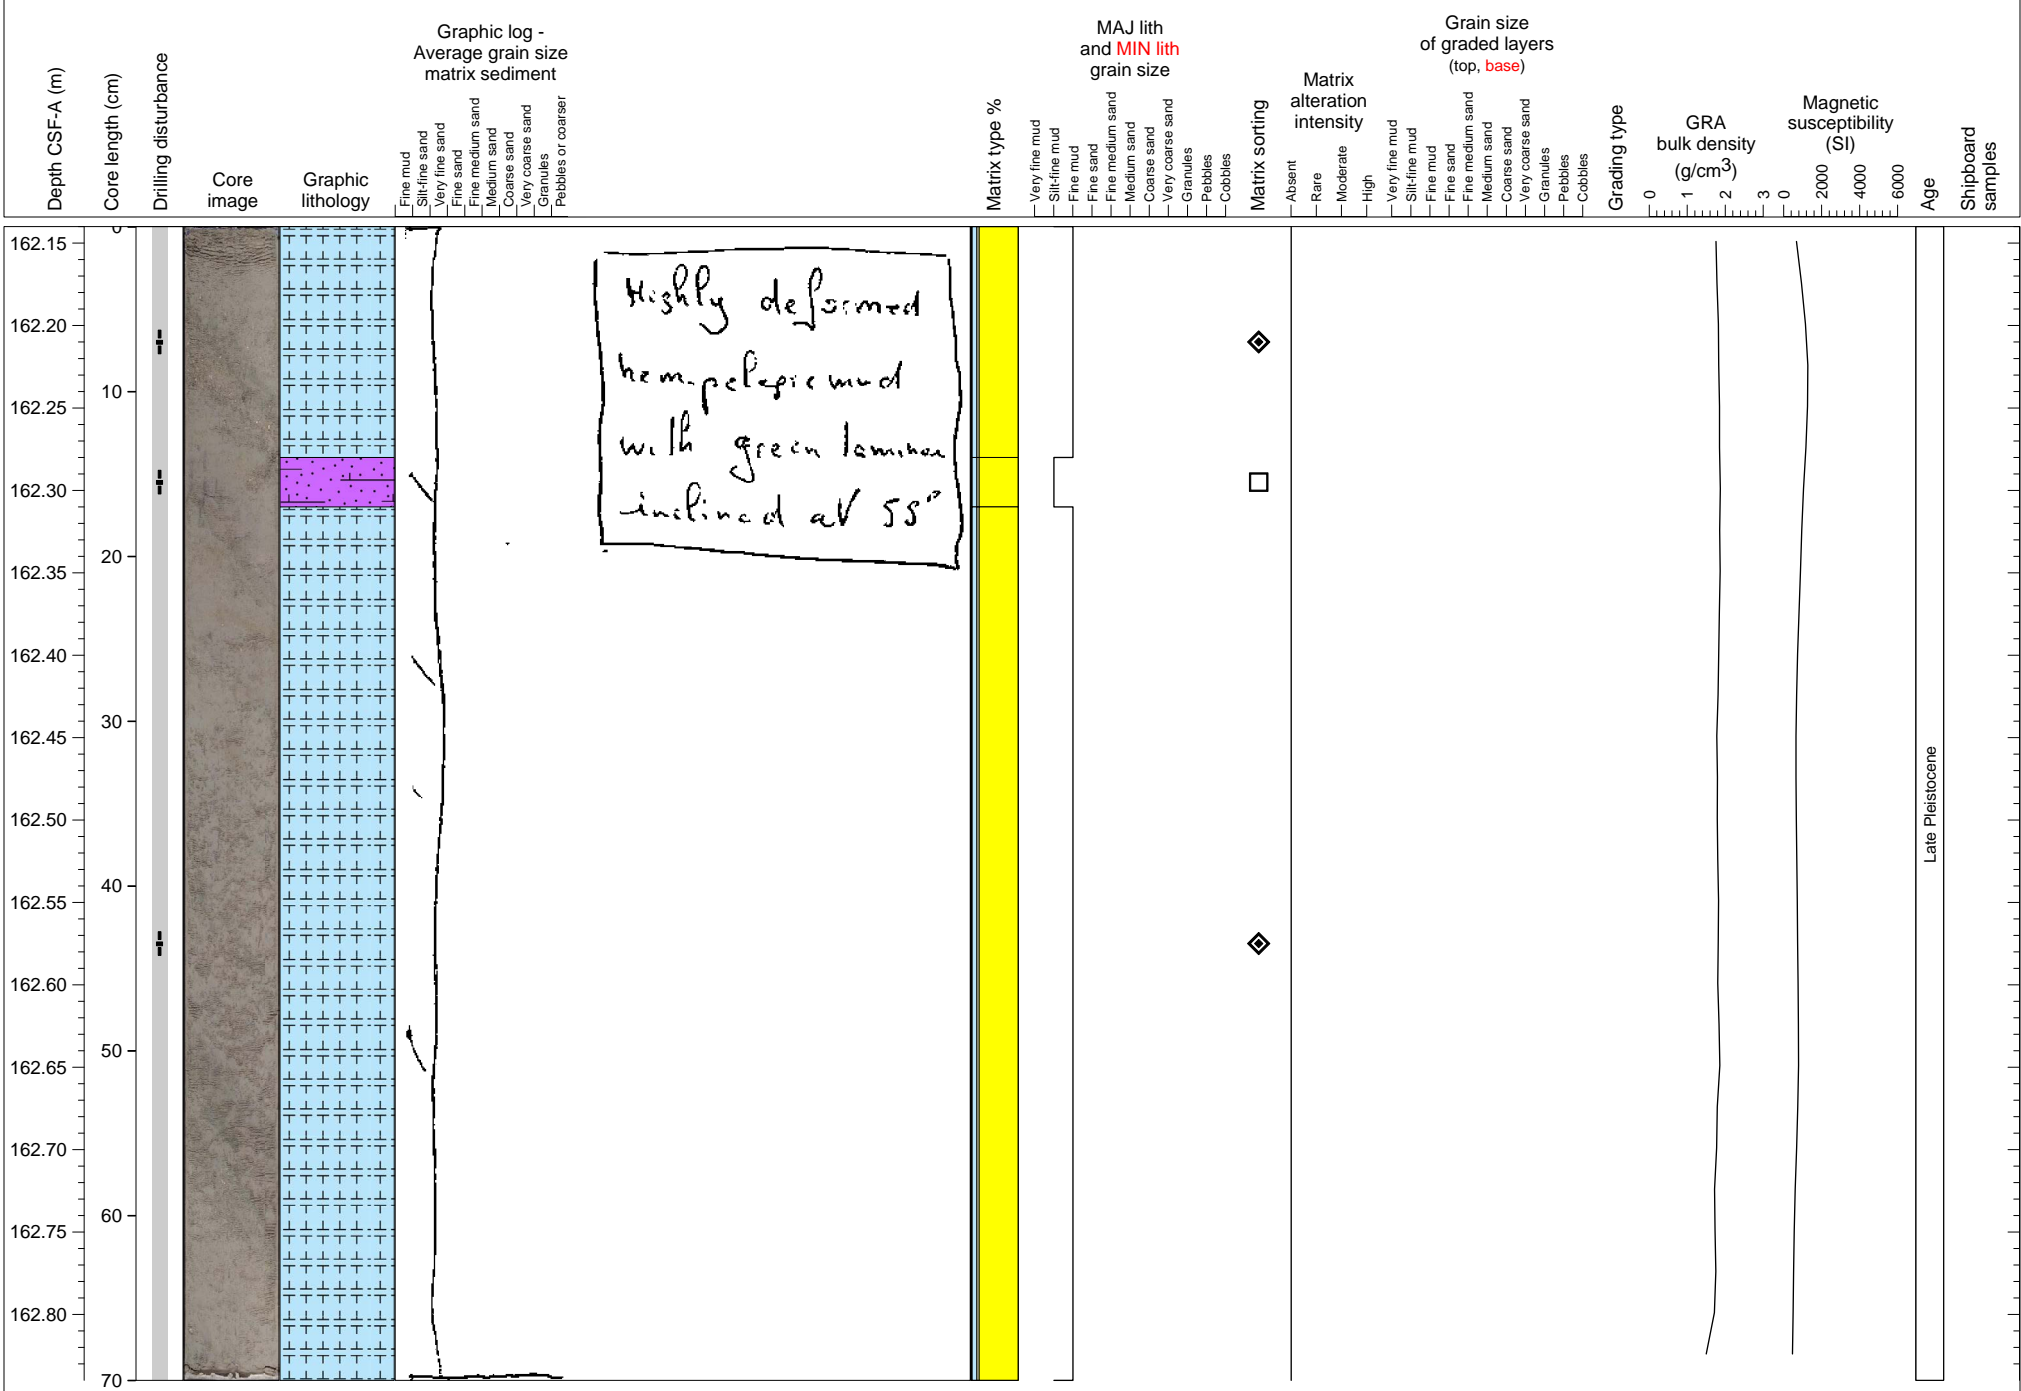 Graphic log -
Average grain size
matrix sediment
MAJ lith
and MIN lith
grain size
Grain size
of graded layers
(top, base)
Depth CSF-A (m)
Core length (cm)
Drilling disturbance
Core
image
Graphic
lithology
Fine mud
Silt-fine sand
Very fine sand
Fine sand
Fine medium sand
Medium sand
Coarse sand
Very coarse sand
Granules
Pebbles or coarser
Matrix type %
Very fine mud
Silt-fine mud
Fine mud
Fine sand
Fine medium sand
Medium sand
Coarse sand
Very coarse sand
Granules
Pebbles
Cobbles
Matrix sorting
Matrix
alteration
intensity
Absent
Rare
Moderate
High
Very fine mud
Silt-fine mud
Fine mud
Fine sand
Fine medium sand
Medium sand
Coarse sand
Very coarse sand
Granules
Pebbles
Cobbles
Grading type
GRA
bulk density
(g/cm3)
0 1 2 3
Magnetic
susceptibility
(SI)
0 2000 4000 6000
Age
Shipboard
samples
162.15
162.20
162.25
162.30
162.35
162.40
162.45
162.50
162.55
162.60
162.65
162.70
162.75
162.80
0
10
20
30
40
50
60
70
Highly deformed
hemipelagic mud
with green laminae
inclined at 55°
Late Pleistocene